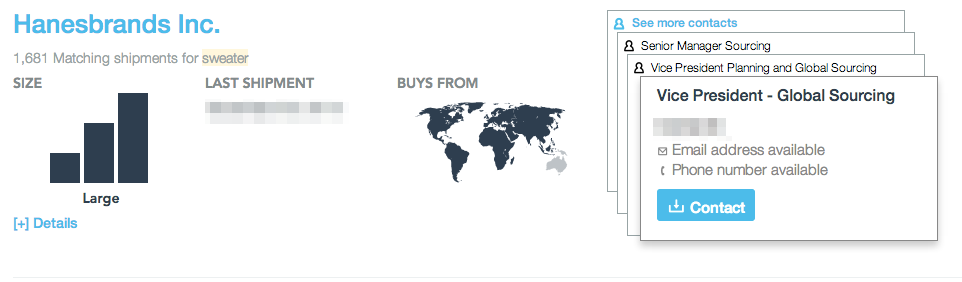 Hanesbrands Inc.
1,681 Matching shipments for sweater
SIZE
Large
[+] Details
LAST SHIPMENT
BUYS FROM
See more contacts
Senior Manager Sourcing
Vice President Planning and Global Sourcing
Vice President - Global Sourcing
Email address available
Phone number available
Contact